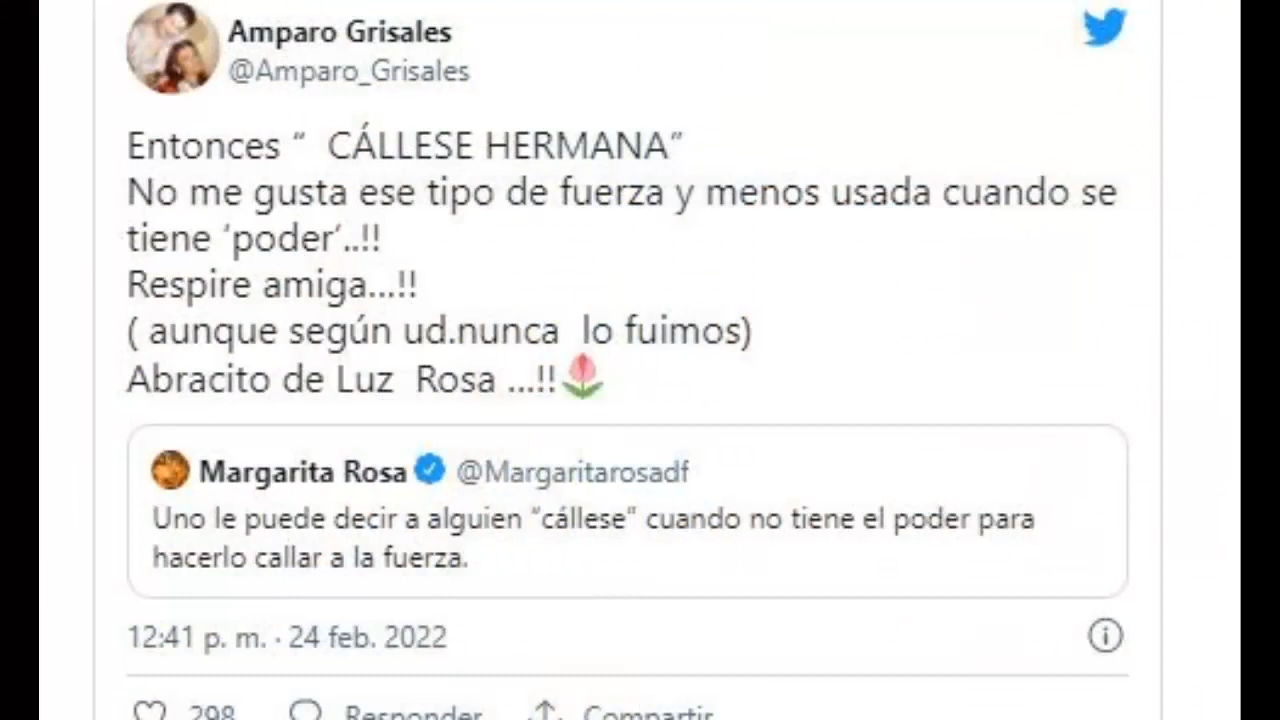 Amparo Grisales
@Amparo_Grisales
Entonces “  CÁLLESE HERMANA”
No me gusta ese tipo de fuerza y menos usada cuando se
tiene ‘poder’..!!
Respire amiga...!!
( aunque según ud.nunca  lo fuimos)
Abracito de Luz  Rosa ...!!🌷
Margarita Rosa @Margaritarosadf
Uno le puede decir a alguien “cállese” cuando no tiene el poder para
hacerlo callar a la fuerza.
12:41 p. m. · 24 feb. 2022
298 Responder Compartir